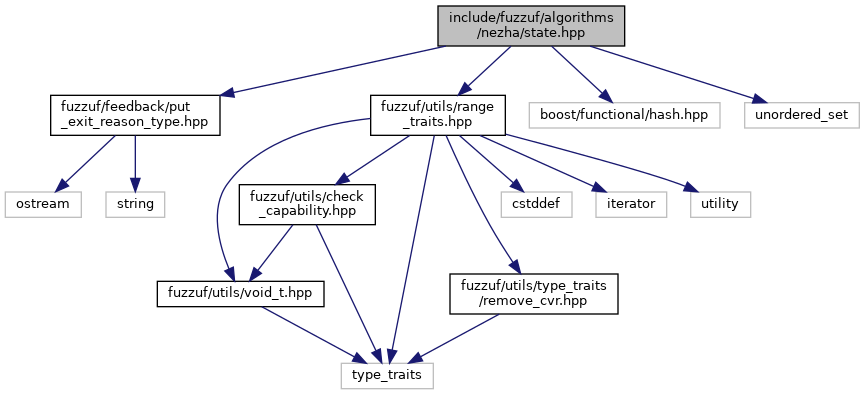 include/fuzzuf/algorithms
/nezha/state.hpp
fuzzuf/feedback/put
_exit_reason_type.hpp
fuzzuf/utils/range
_traits.hpp
boost/functional/hash.hpp
unordered_set
ostream
string
fuzzuf/utils/check
_capability.hpp
cstddef
iterator
utility
fuzzuf/utils/void_t.hpp
fuzzuf/utils/type_traits
/remove_cvr.hpp
type_traits